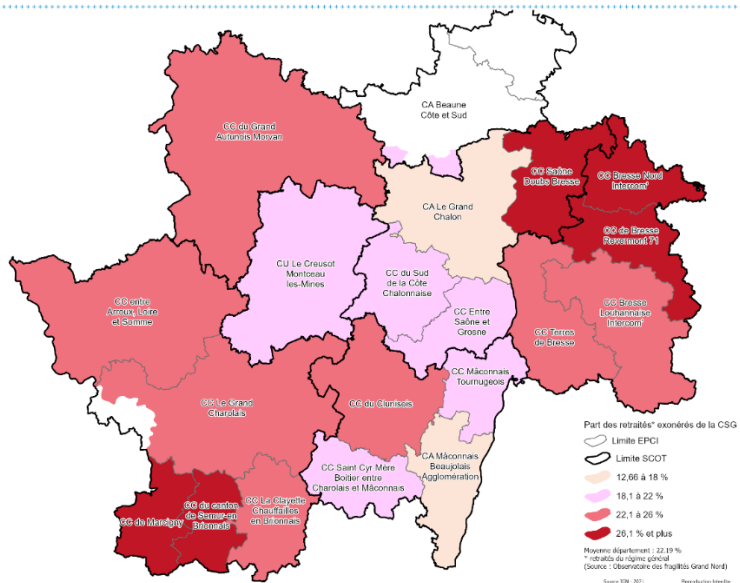 CA Beaune
Côte et Sud
CC du Grand
Autunois Morvan
CC Saône
Doubs Bresse
CC Bresse Nord
Intercom'
CA Le Grand
Chalon
CC de Bresse
Revermont 71
CU Le Creusot
Montceau
les-Mines
CC du Sud
de la Côte
Chalonnaise
CC entre
Arroux, Loire
et Somme
CC Entre
Saône et
Grosne
CC Bresse
Louhannaise
Intercom'
CC Terres
de Bresse
CC Mâconnais
Tournugeois
CC Le Grand
Charolais
CC du Clunisois
CC Saint Cyr Mère
Boitier entre
Charolais et Mâconnais
CA Mâconnais
Beaujolais
Agglomération
CC de Marcigny
CC du canton
de Semur-en
Brionnais
CC La Clayette
Chauffailles
en Brionnais
Part des retraités* exonérés de la CSG
Limite EPCI
Limite SCOT
12,66 à 18 %
18,1 à 22 %
22,1 à 26 %
26,1 % et plus
Moyenne département : 22,19 %
* retraités du régime général
(Source : Observatoire des fragilités Grand Nord)
Reproduction interdite